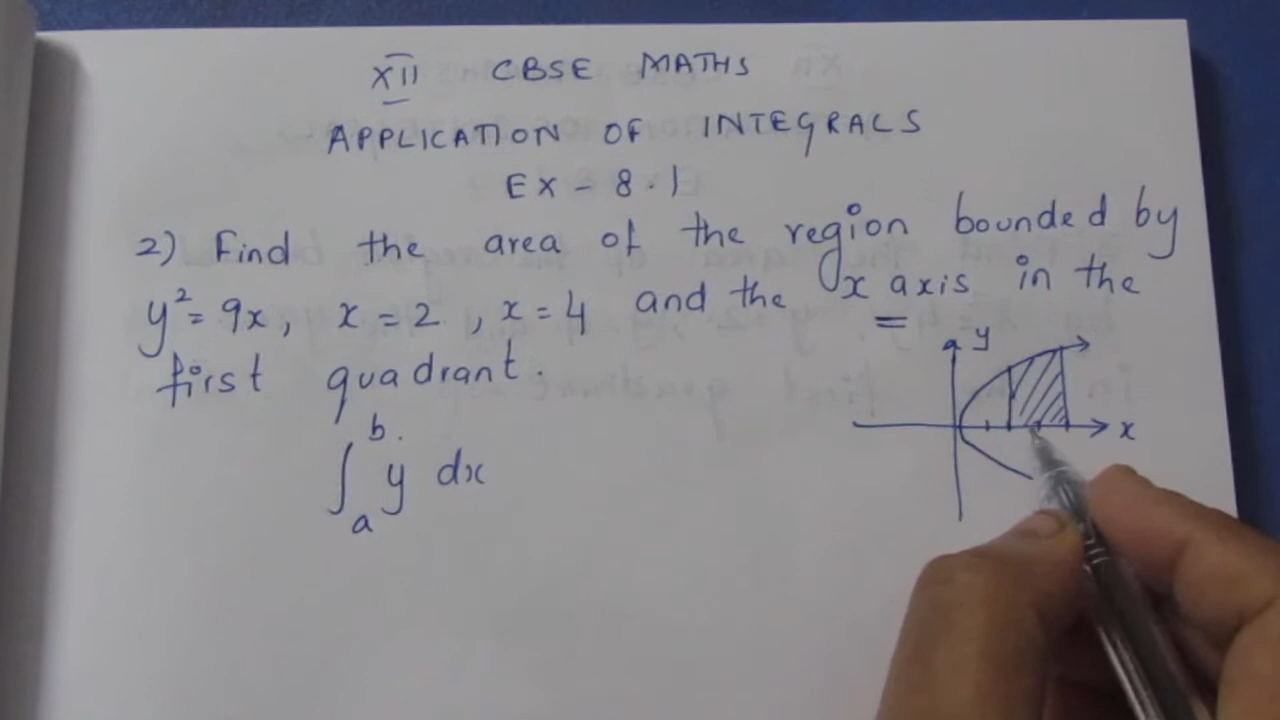 XII CBSE MATHS
APPLICATION OF INTEGRALS
EX - 8.1
2) Find the area of the region bounded by
y² = 9x, x = 2, x = 4 and the x axis in the
first quadrant.
y
∫ₐᵇ y dx
x